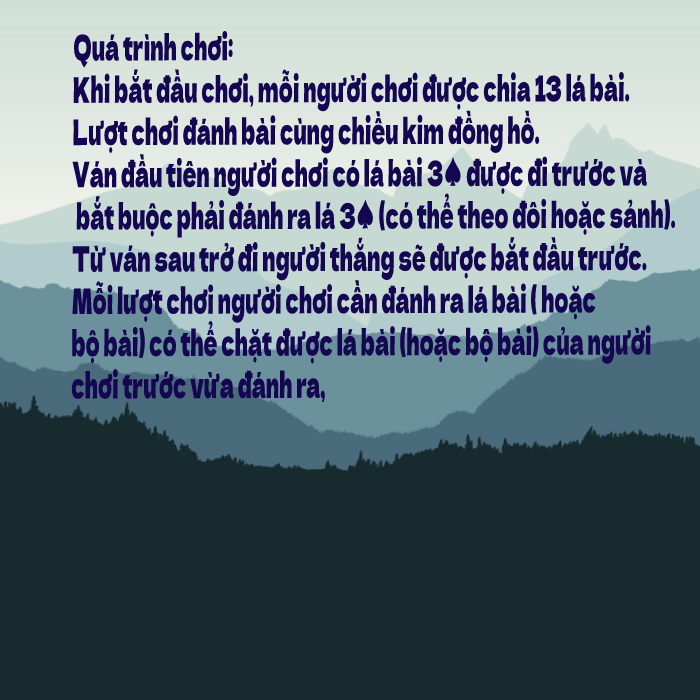 Quá trình chơi:
Khi bắt đầu chơi, mỗi người chơi được chia 13 lá bài.
Lượt chơi đánh bài cùng chiều kim đồng hồ.
Ván đầu tiên người chơi có lá bài 3♠ được đi trước và
bắt buộc phải đánh ra lá 3♠ (có thể theo đôi hoặc sảnh).
Từ ván sau trở đi người thắng sẽ được bắt đầu trước.
Mỗi lượt chơi người chơi cần đánh ra lá bài ( hoặc
bộ bài) có thể chặt được lá bài (hoặc bộ bài) của người
chơi trước vừa đánh ra,